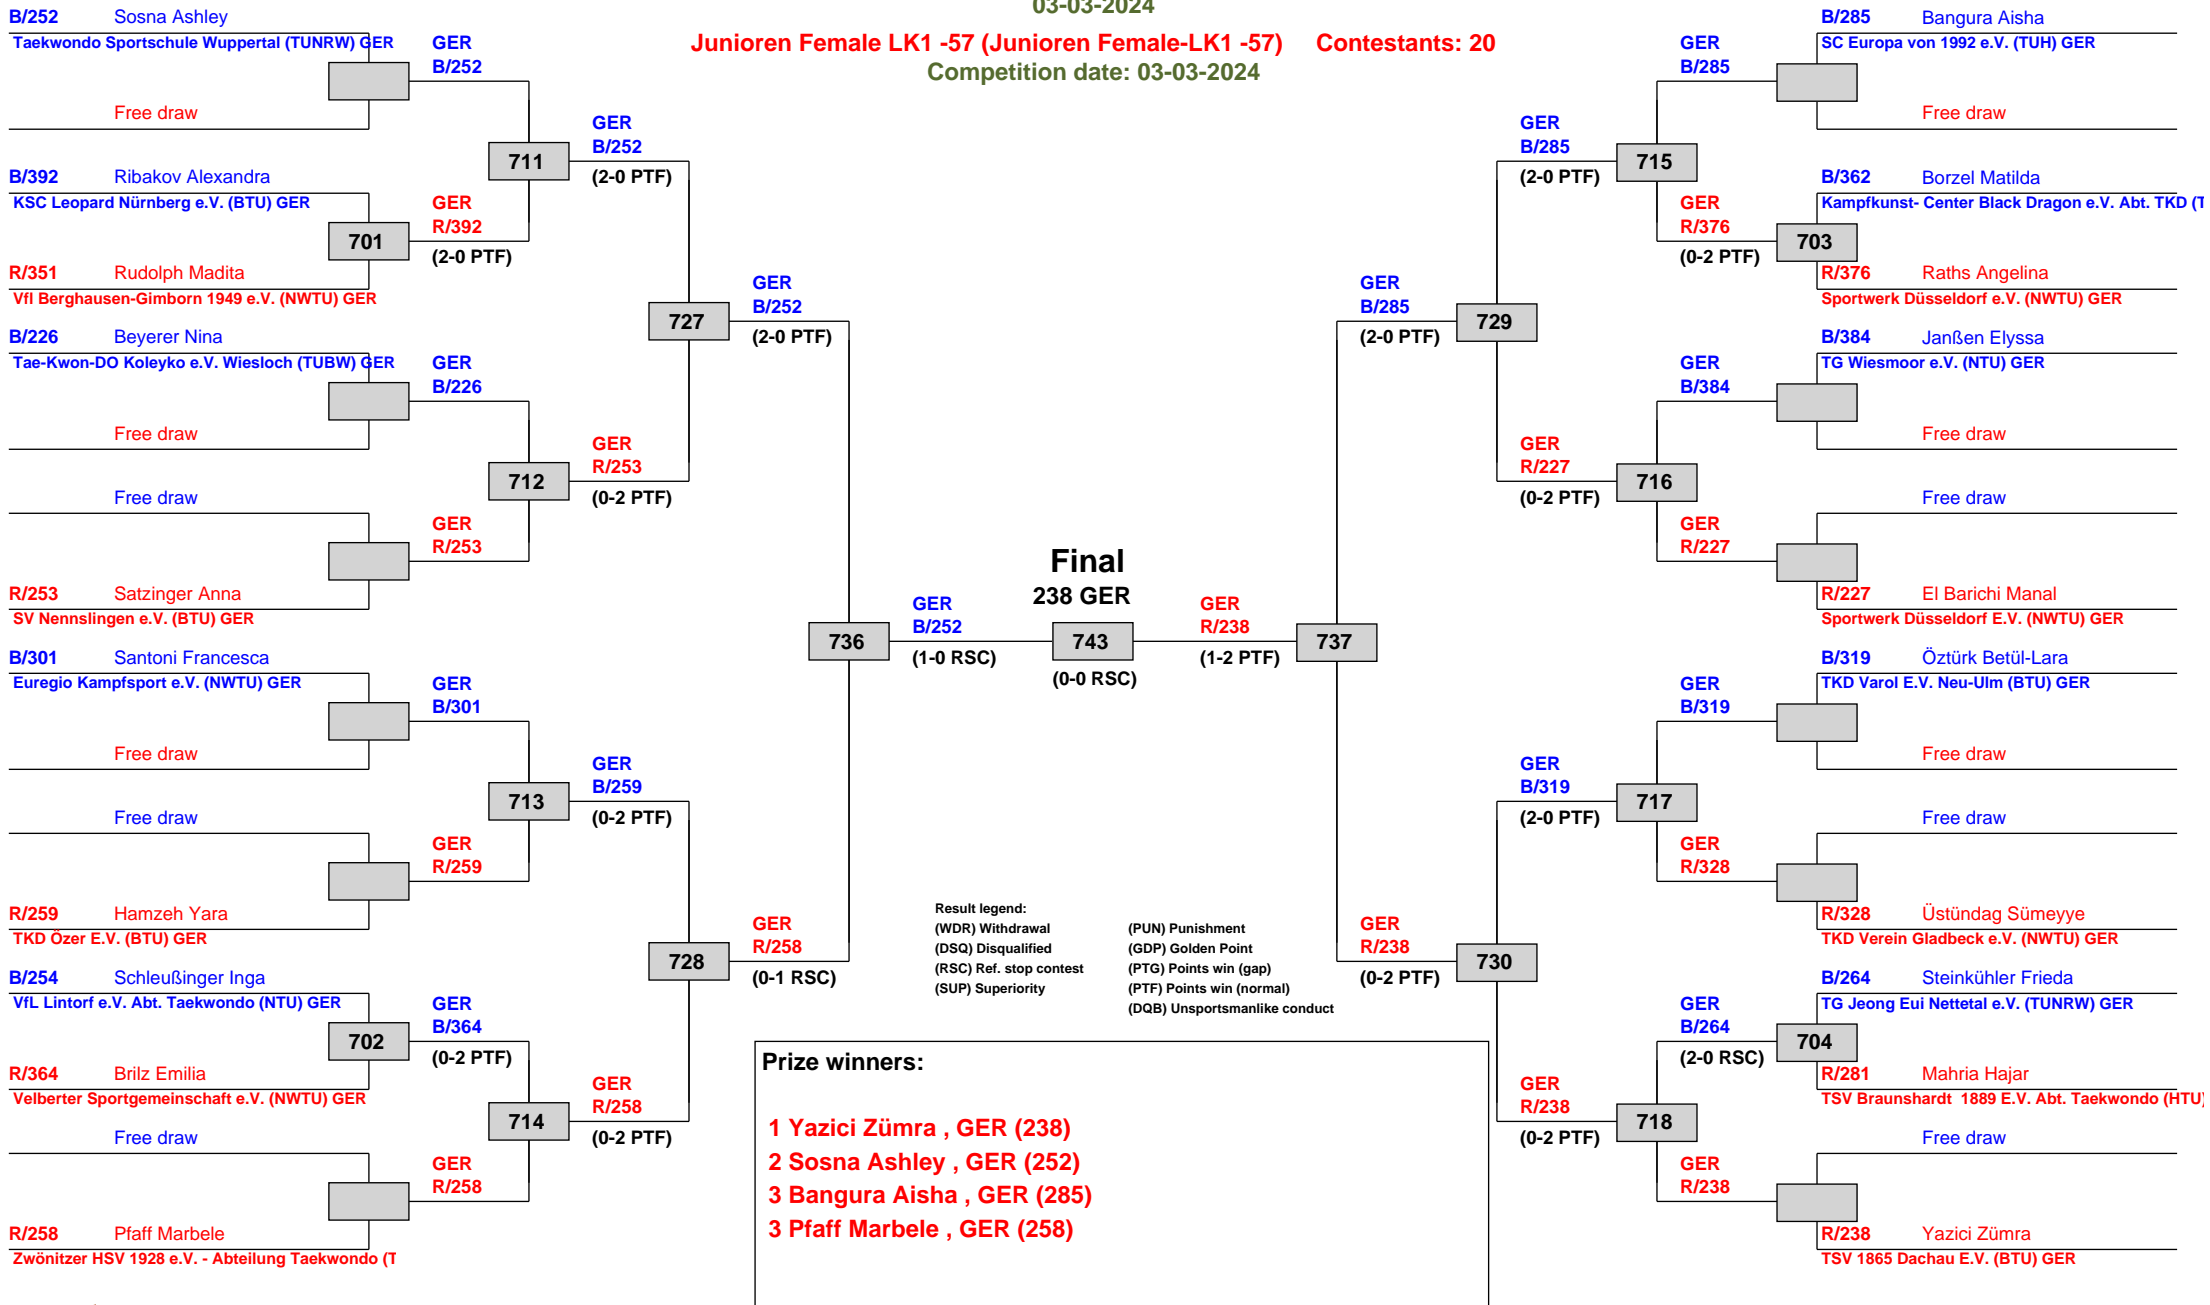 03-03-2024
Junioren Female LK1 -57 (Junioren Female-LK1 -57) Contestants: 20
Competition date: 03-03-2024
B/252 Sosna Ashley
Taekwondo Sportschule Wuppertal (TUNRW) GER
Free draw
B/392 Ribakov Alexandra
KSC Leopard Nürnberg e.V. (BTU) GER
701
R/351 Rudolph Madita
Vfl Berghausen-Gimborn 1949 e.V. (NWTU) GER
B/226 Beyerer Nina
Tae-Kwon-DO Koleyko e.V. Wiesloch (TUBW) GER
Free draw
Free draw
R/253 Satzinger Anna
SV Nennslingen e.V. (BTU) GER
B/301 Santoni Francesca
Euregio Kampfsport e.V. (NWTU) GER
Free draw
Free draw
R/259 Hamzeh Yara
TKD Özer E.V. (BTU) GER
B/254 Schleußinger Inga
VfL Lintorf e.V. Abt. Taekwondo (NTU) GER
702
R/364 Brilz Emilia
Velberter Sportgemeinschaft e.V. (NWTU) GER
Free draw
R/258 Pfaff Marbele
Zwönitzer HSV 1928 e.V. - Abteilung Taekwondo (T
GER
B/252
711
GER
R/392
(2-0 PTF)
GER
B/226
712
GER
R/253
GER
B/301
713
GER
R/259
GER
B/364
(0-2 PTF)
714
GER
R/258
GER
B/252
(2-0 PTF)
727
GER
R/253
(0-2 PTF)
GER
B/259
(0-2 PTF)
728
GER
R/258
(0-2 PTF)
GER
B/252
(2-0 PTF)
736
GER
R/258
(0-1 RSC)
GER
B/252
(1-0 RSC)
Final
238 GER
743
(0-0 RSC)
GER
R/238
(1-2 PTF)
737
GER
B/285
(2-0 PTF)
GER
R/238
(0-2 PTF)
729
730
GER
B/285
(2-0 PTF)
GER
R/227
(0-2 PTF)
GER
B/319
(2-0 PTF)
GER
R/238
(0-2 PTF)
715
716
717
718
GER
B/285
GER
R/376
(0-2 PTF)
GER
B/384
GER
R/227
GER
B/319
GER
R/328
GER
B/264
(2-0 RSC)
GER
R/238
B/285 Bangura Aisha
SC Europa von 1992 e.V. (TUH) GER
Free draw
B/362 Borzel Matilda
Kampfkunst- Center Black Dragon e.V. Abt. TKD (T
703
R/376 Raths Angelina
Sportwerk Düsseldorf e.V. (NWTU) GER
B/384 Janßen Elyssa
TG Wiesmoor e.V. (NTU) GER
Free draw
Free draw
R/227 El Barichi Manal
Sportwerk Düsseldorf E.V. (NWTU) GER
B/319 Öztürk Betül-Lara
TKD Varol E.V. Neu-Ulm (BTU) GER
Free draw
Free draw
R/328 Üstündag Sümeyye
TKD Verein Gladbeck e.V. (NWTU) GER
B/264 Steinkühler Frieda
TG Jeong Eui Nettetal e.V. (TUNRW) GER
704
R/281 Mahria Hajar
TSV Braunshardt 1889 E.V. Abt. Taekwondo (HTU)
Free draw
R/238 Yazici Zümra
TSV 1865 Dachau E.V. (BTU) GER
Result legend:
(WDR) Withdrawal (PUN) Punishment
(DSQ) Disqualified (GDP) Golden Point
(RSC) Ref. stop contest (PTG) Points win (gap)
(SUP) Superiority (PTF) Points win (normal)
(DQB) Unsportsmanlike conduct
Prize winners:
1 Yazici Zümra , GER (238)
2 Sosna Ashley , GER (252)
3 Bangura Aisha , GER (285)
3 Pfaff Marbele , GER (258)